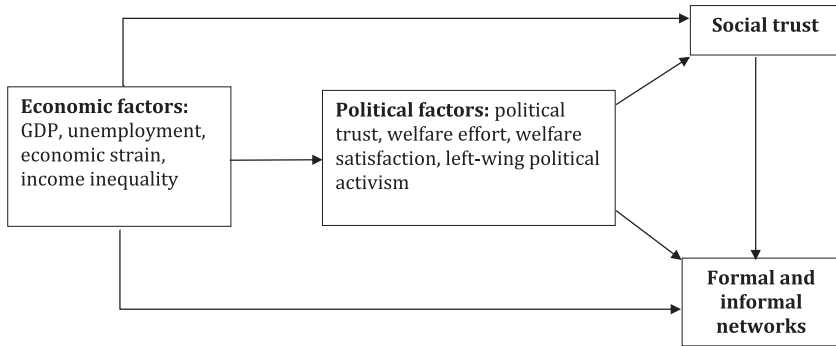 Social trust
Economic factors:
GDP, unemployment,
economic strain,
income inequality
Political factors: political
trust, welfare effort, welfare
satisfaction, left-wing political
activism
Formal and
informal
networks